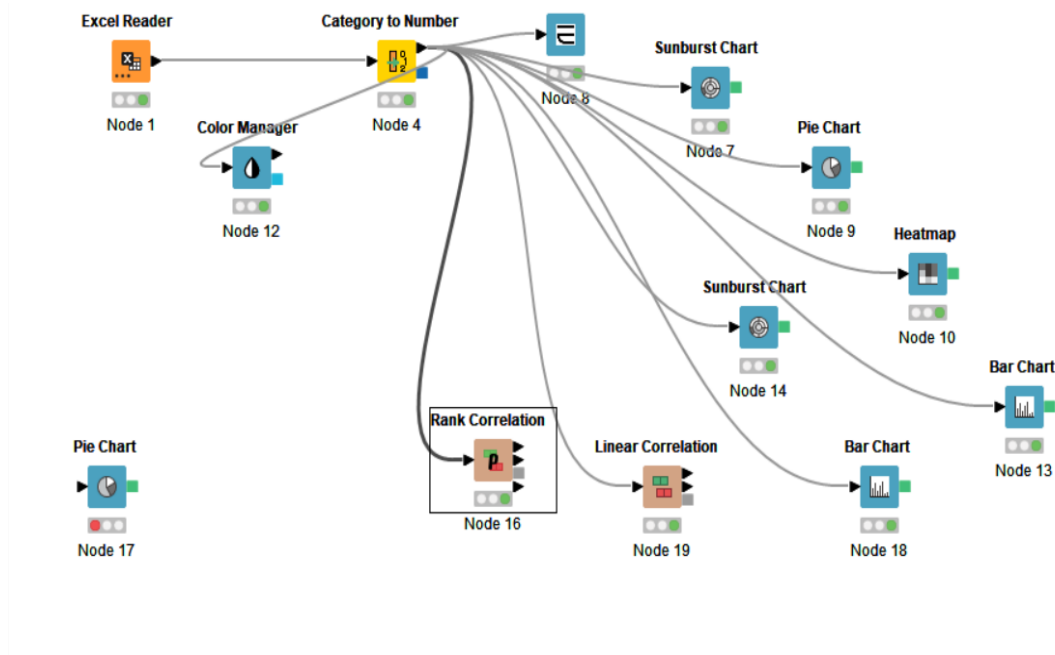 Excel Reader
Node 1
Category to Number
Node 4
Node 8
Sunburst Chart
Node 7
Color Manager
Node 12
Pie Chart
Node 9
Heatmap
Node 10
Sunburst Chart
Node 14
Bar Chart
Node 13
Pie Chart
Node 17
Rank Correlation
Node 16
Linear Correlation
Node 19
Bar Chart
Node 18